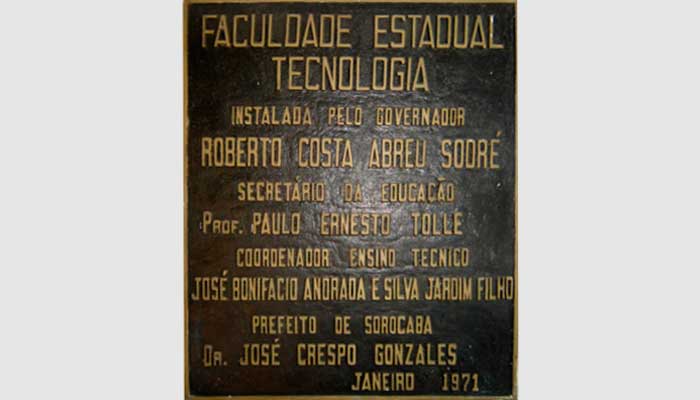 FACULDADE ESTADUAL
TECNOLOGIA
INSTALADA PELO GOVERNADOR
ROBERTO COSTA ABREU SODRÉ
SECRETÁRIO DA EDUCAÇÃO
PROF. PAULO ERNESTO TOLLE
COORDENADOR ENSINO TECNICO
JOSÉ BONIFACIO ANDRADA E SILVA JARDIM FILHO
PREFEITO DE SOROCABA
DR. JOSÉ CRESPO GONZALES
JANEIRO 1971